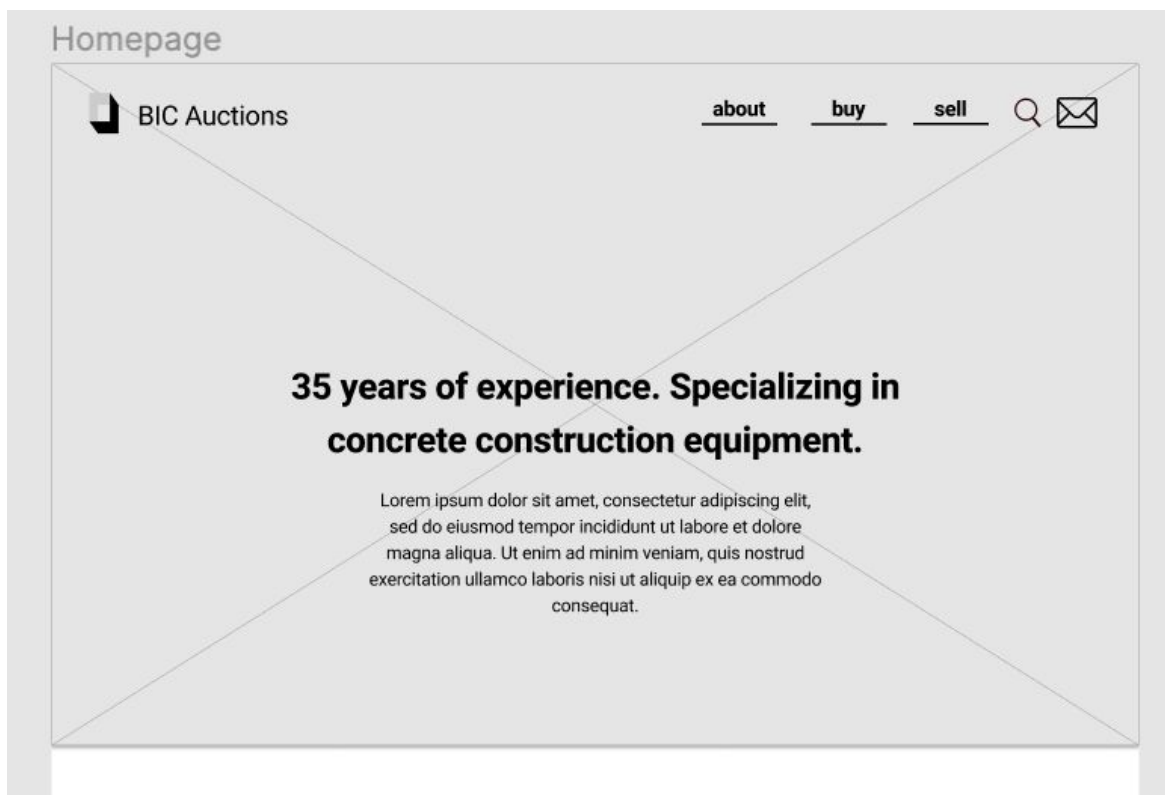 Homepage
BIC Auctions
about buy sell
35 years of experience. Specializing in
concrete construction equipment.
Lorem ipsum dolor sit amet, consectetur adipiscing elit,
sed do eiusmod tempor incididunt ut labore et dolore
magna aliqua. Ut enim ad minim veniam, quis nostrud
exercitation ullamco laboris nisi ut aliquip ex ea commodo
consequat.